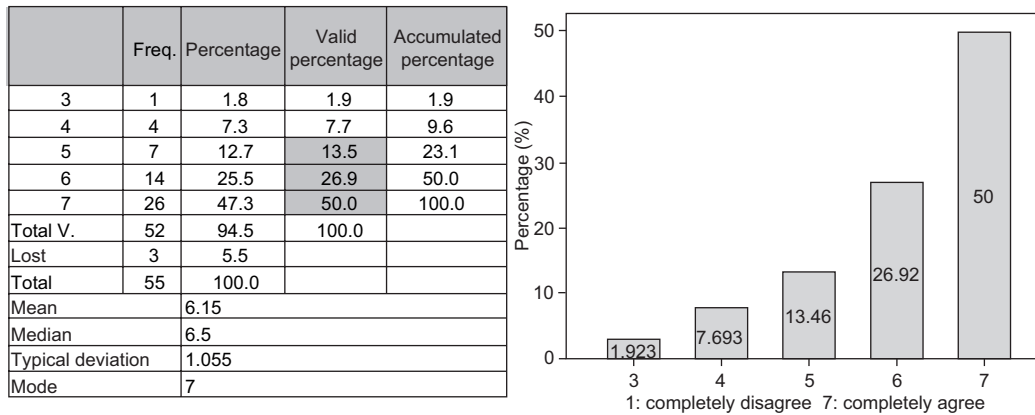 Freq. Percentage Valid percentage Accumulated percentage
3 1 1.8 1.9 1.9
4 4 7.3 7.7 9.6
5 7 12.7 13.5 23.1
6 14 25.5 26.9 50.0
7 26 47.3 50.0 100.0
Total V. 52 94.5 100.0
Lost 3 5.5
Total 55 100.0
Mean 6.15
Median 6.5
Typical deviation 1.055
Mode 7
Percentage (%)
50
40
30
20
10
0
1.923
7.693
13.46
26.92
50
3 4 5 6 7
1: completely disagree 7: completely agree